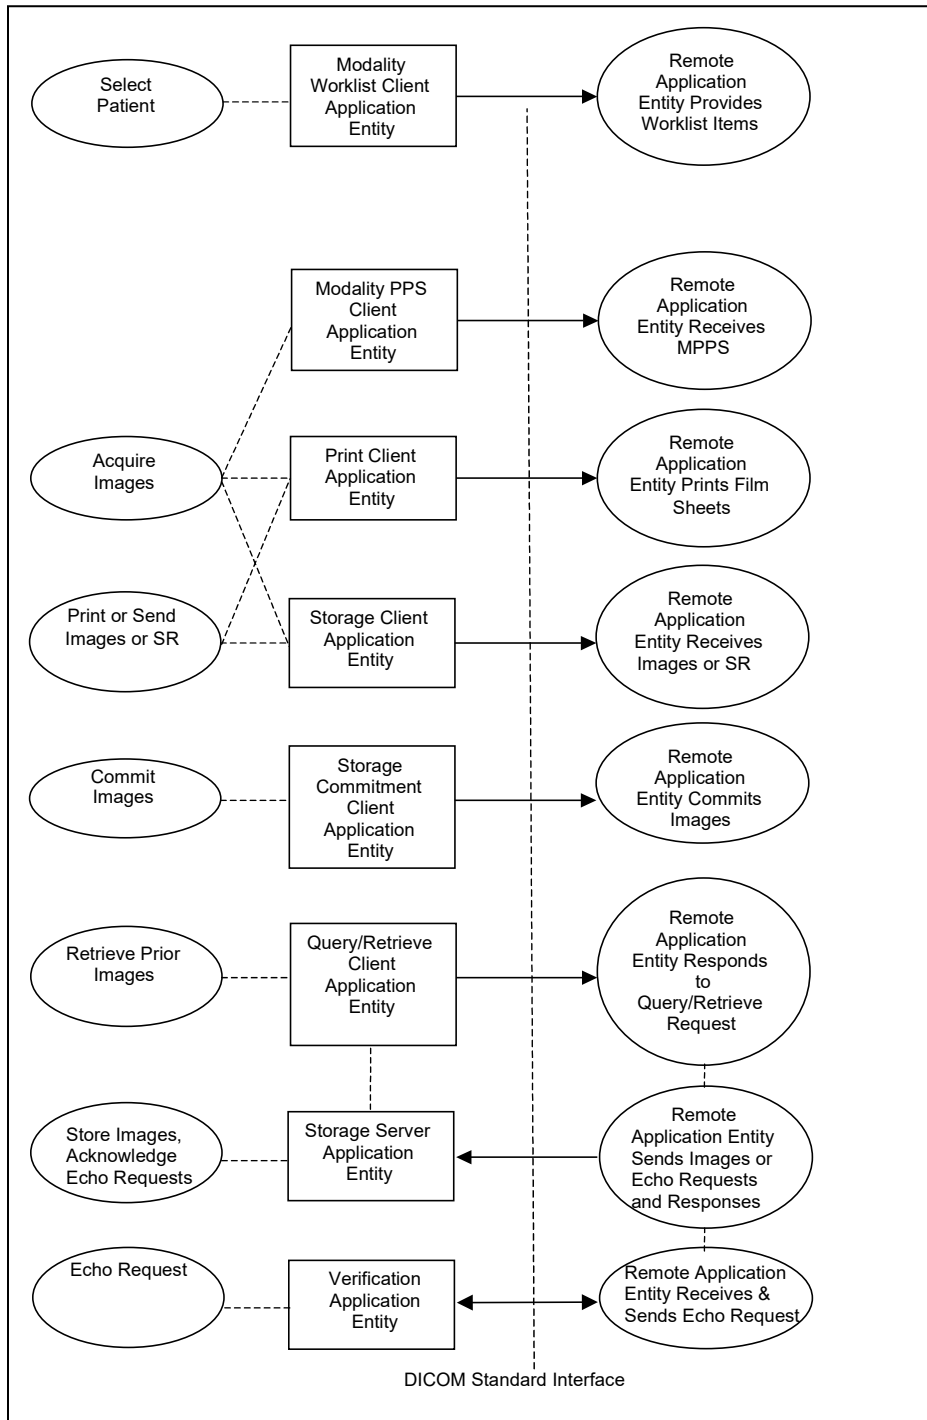 Select
Patient
Modality
Worklist Client
Application
Entity
Remote
Application
Entity Provides
Worklist Items
Modality PPS
Client
Application
Entity
Remote
Application
Entity Receives
MPPS
Acquire
Images
Print Client
Application
Entity
Remote
Application
Entity Prints Film
Sheets
Print or Send
Images or SR
Storage Client
Application
Entity
Remote
Application
Entity Receives
Images or SR
Commit
Images
Storage
Commitment
Client
Application
Entity
Remote
Application
Entity Commits
Images
Retrieve Prior
Images
Query/Retrieve
Client
Application
Entity
Remote
Application
Entity Responds
to
Query/Retrieve
Request
Store Images,
Acknowledge
Echo Requests
Storage Server
Application
Entity
Remote
Application Entity
Sends Images or
Echo Requests
and Responses
Echo Request
Verification
Application
Entity
Remote Application
Entity Receives &
Sends Echo Request
DICOM Standard Interface